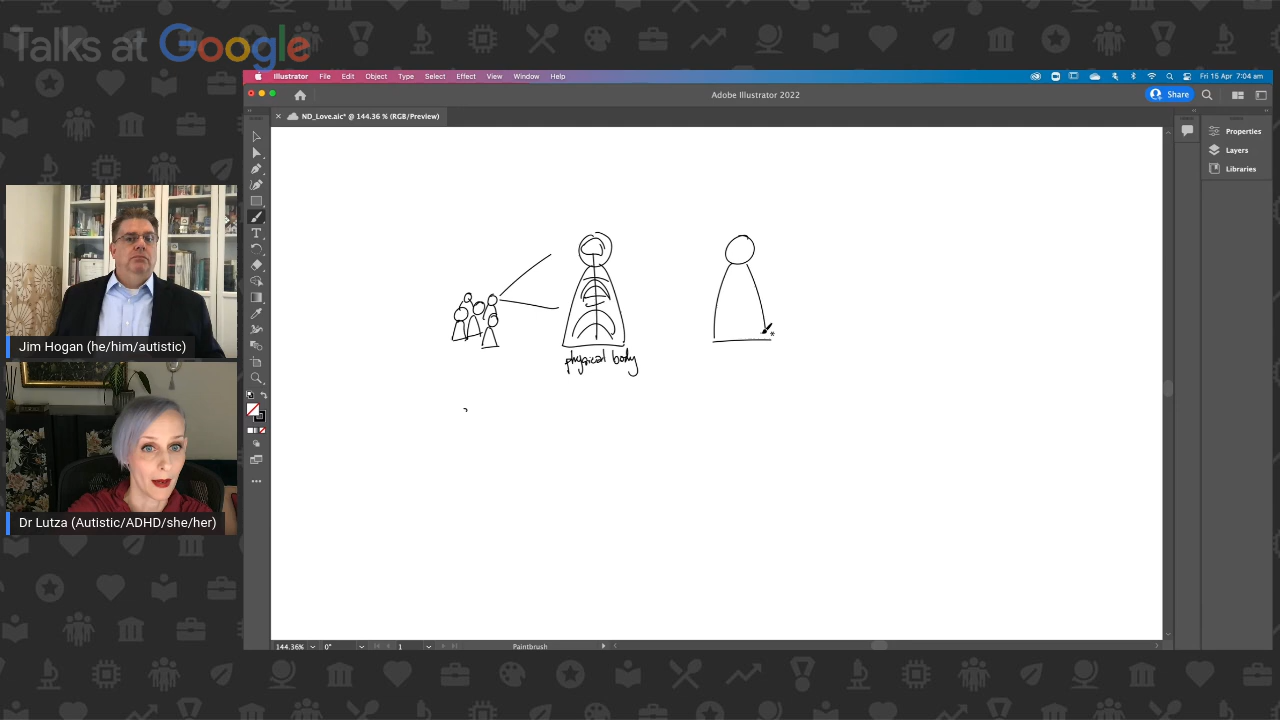 Talks at Google
Illustrator File Edit Object Type Select Effect View Window Help Fri 15 Apr 7:04 am
Adobe Illustrator 2022
Share
ND_Love.aic* @ 144.36 % (RGB/Preview)
Properties
Layers
Libraries
physical body
Jim Hogan (he/him/autistic)
Dr Lutza (Autistic/ADHD/she/her)
144.36% 0° 1 Paintbrush